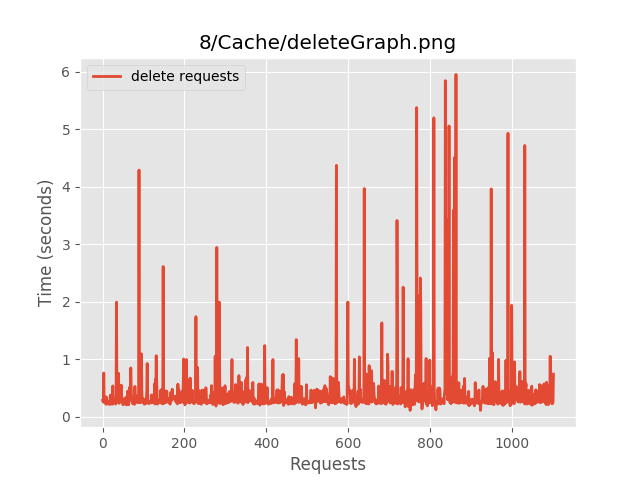 8/Cache/deleteGraph.png
delete requests
6
5
4
3
2
1
0
Time (seconds)
0 200 400 600 800 1000
Requests